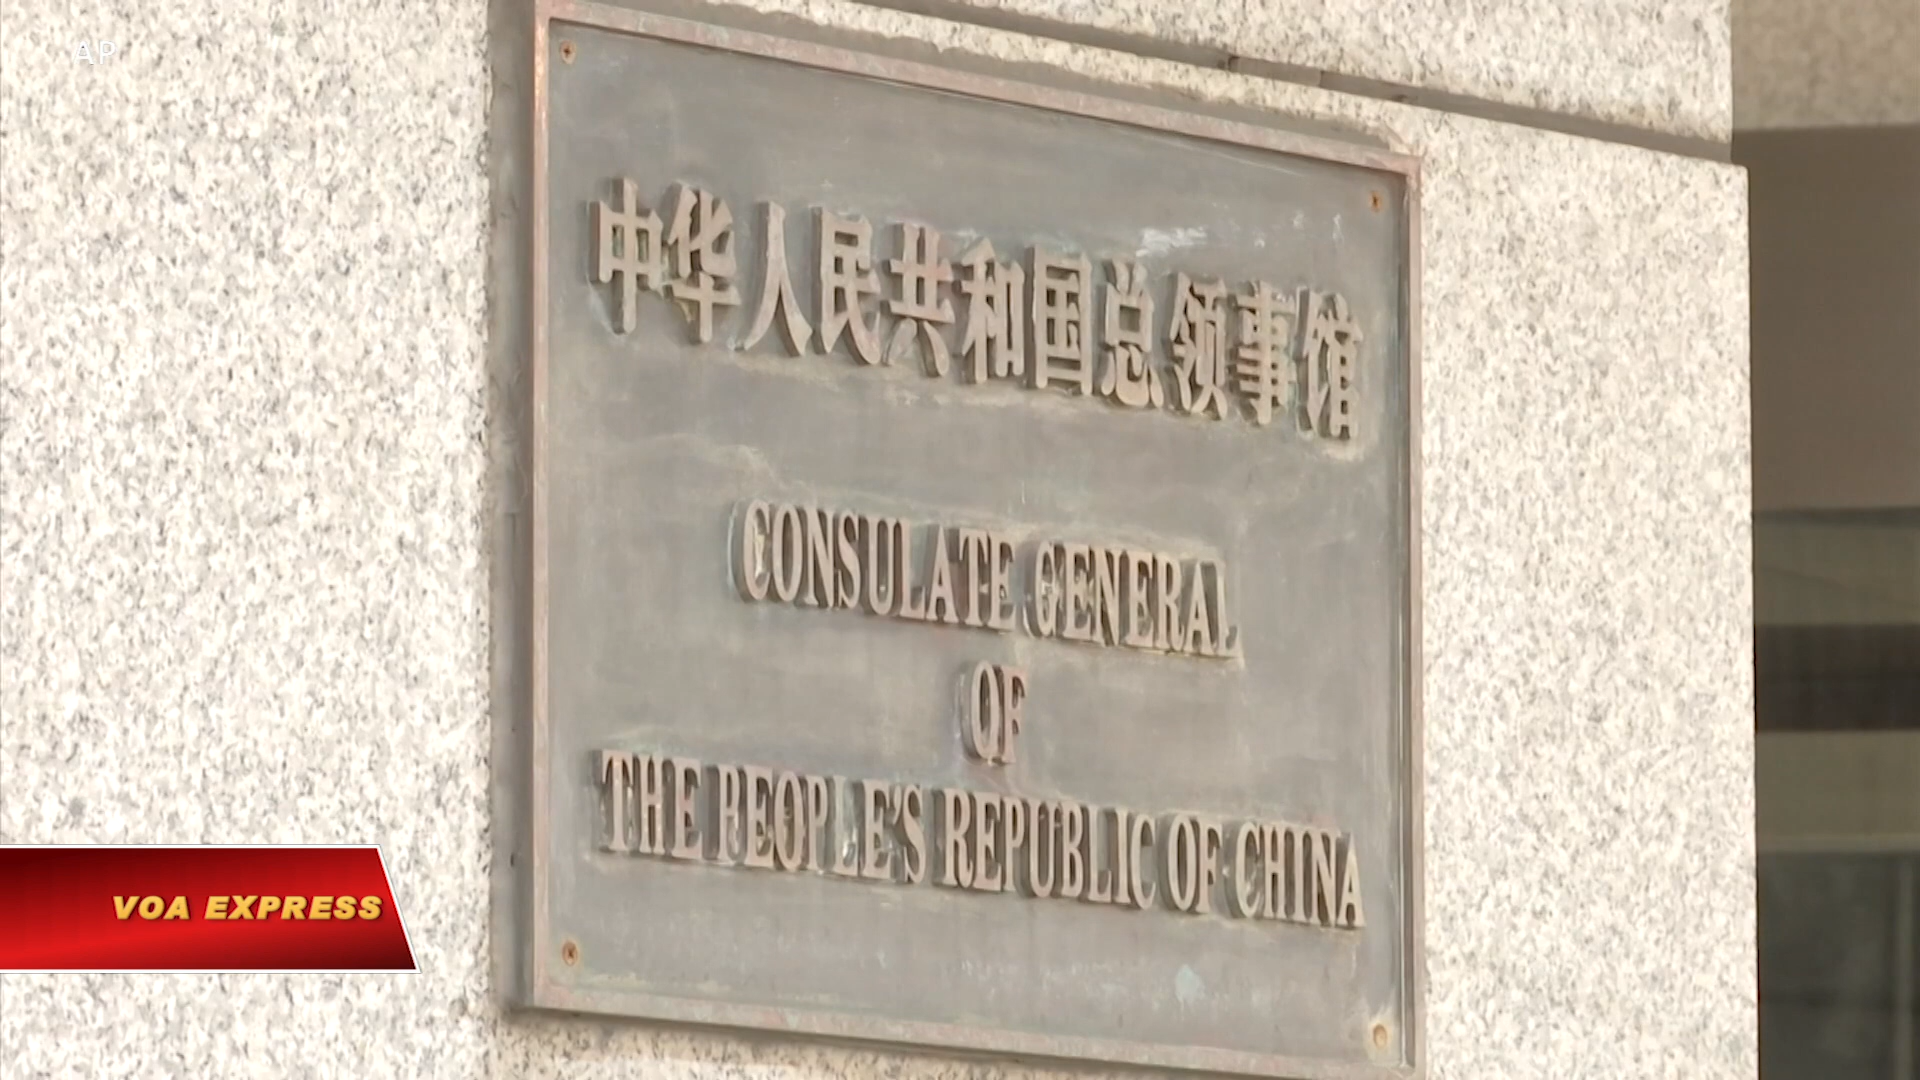 AP
中华人民共和国总领事馆
CONSULATE GENERAL
OF
THE PEOPLE'S REPUBLIC OF CHINA
VOA EXPRESS